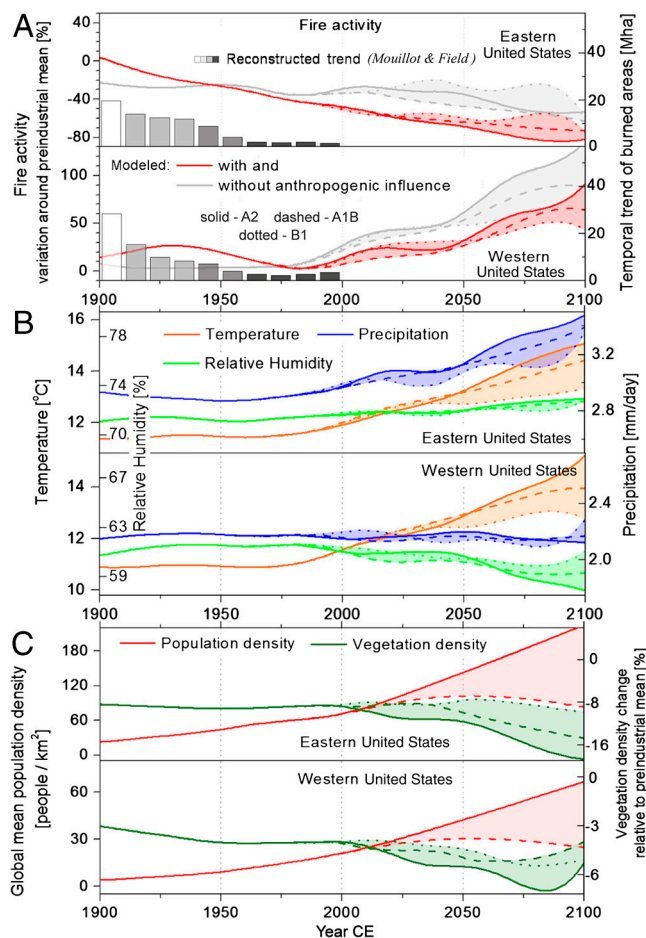 A
Fire activity
Eastern
United States
Reconstructed trend (Mouillot & Field)
40
0
-40
-80
40
20
0
Fire activity
variation around preindustrial mean [%]
Temporal trend of burned areas [Mha]
Modeled:
with and
without anthropogenic influence
solid - A2 dashed - A1B
dotted - B1
Western
United States
100
50
0
40
20
0
1900 1950 2000 2050 2100
B
Temperature
Precipitation
Relative Humidity
Eastern United States
16
14
12
78
74
70
3.2
2.8
Temperature [°C]
Relative Humidity [%]
Precipitation [mm/day]
Western United States
14
12
10
67
63
59
2.4
2.0
1900 1950 2000 2050 2100
C
Population density
Vegetation density
Eastern United States
180
120
60
0
0
-8
-16
Global mean population density
[people / km²]
Vegetation density change
relative to preindustrial mean [%]
Western United States
60
30
0
0
-3
-6
1900 1950 2000 2050 2100
Year CE